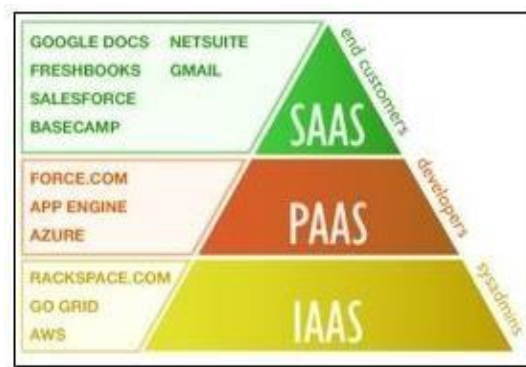 GOOGLE DOCS NETSUITE
FRESHBOOKS GMAIL
SALESFORCE
BASECAMP
SAAS
end customers
FORCE.COM
APP ENGINE
AZURE
PAAS
developers
RACKSPACE.COM
GO GRID
AWS
IAAS
sysadmins